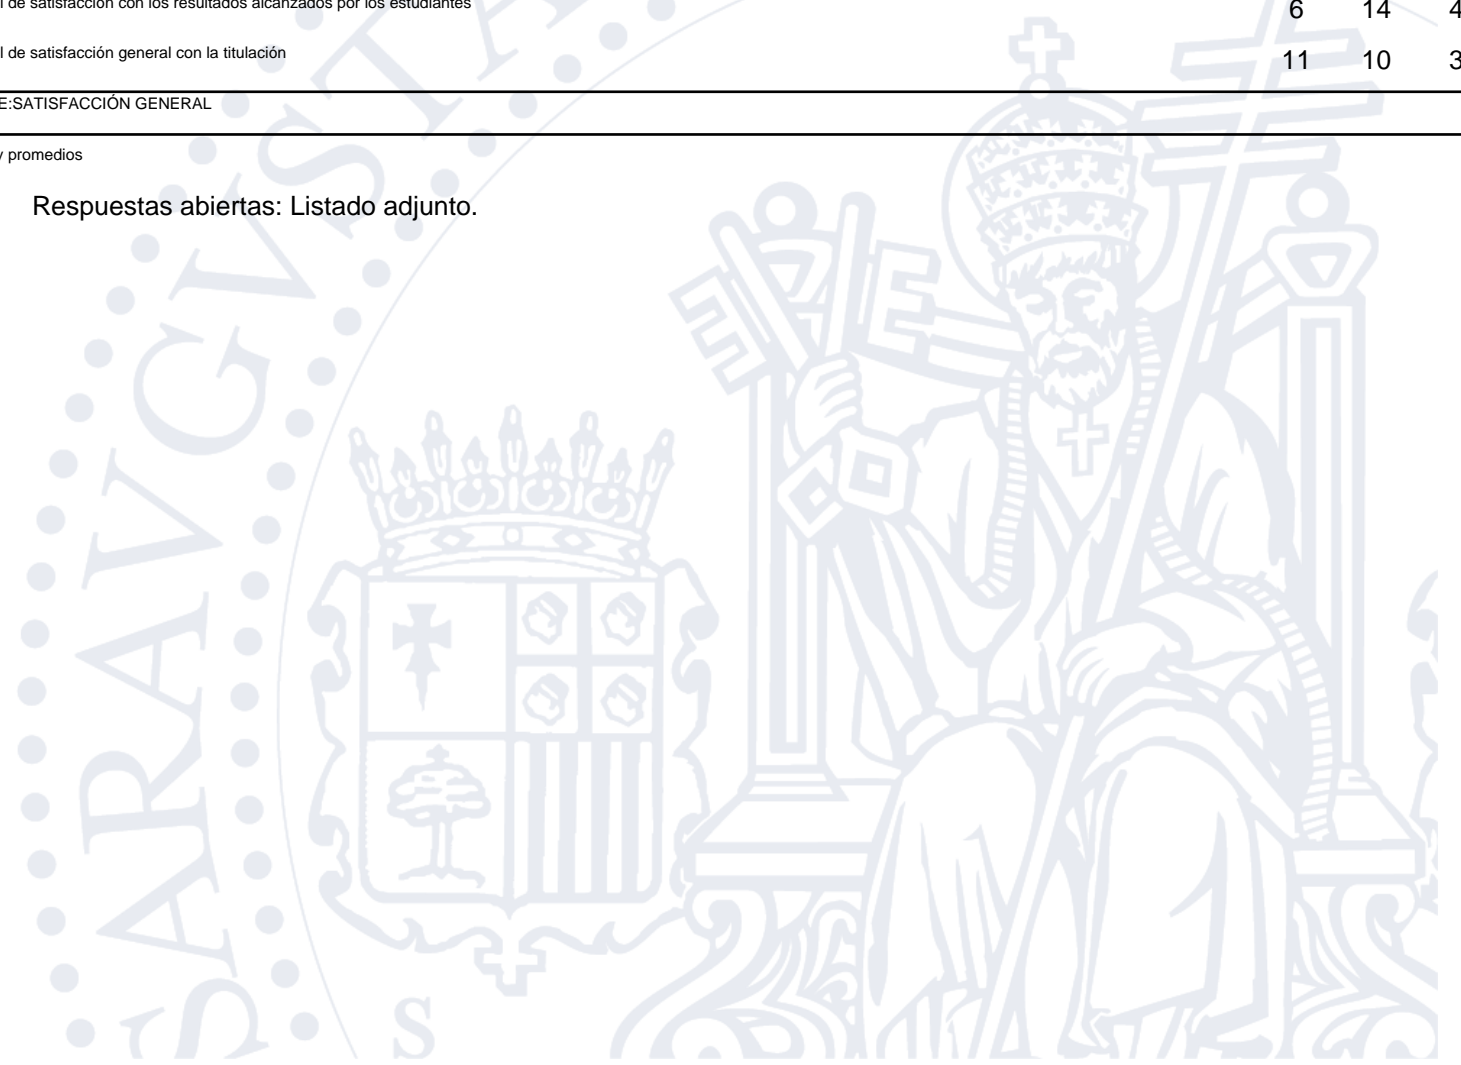 l de satisfacción con los resultados alcanzados por los estudiantes 6 14 4
l de satisfacción general con la titulación 11 10 3
E:SATISFACCIÓN GENERAL
y promedios
Respuestas abiertas: Listado adjunto.
SARAVGVSTA
S